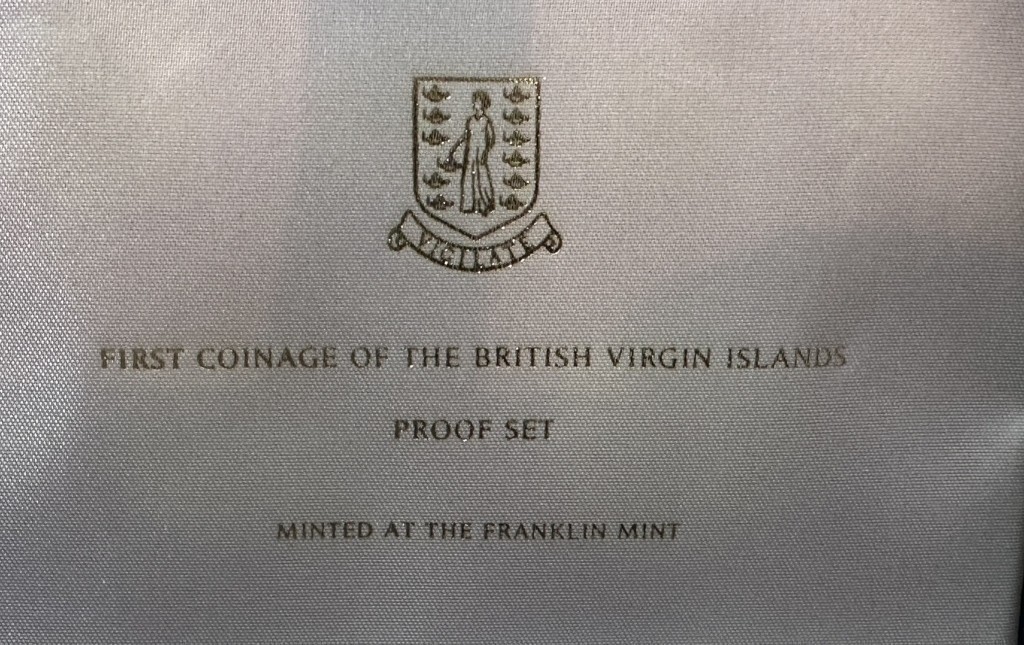 VIGILATE
FIRST COINAGE OF THE BRITISH VIRGIN ISLANDS
PROOF SET
MINTED AT THE FRANKLIN MINT